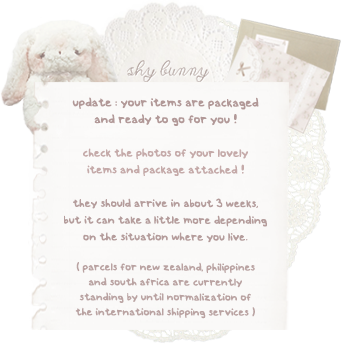 sky bunny
update : your items are packaged
and ready to go for you !
check the photos of your lovely
items and package attached !
they should arrive in about 3 weeks,
but it can take a little more depending
on the situation where you live.
( parcels for new zealand, philippines
and south africa are currently
standing by until normalization of
the international shipping services )